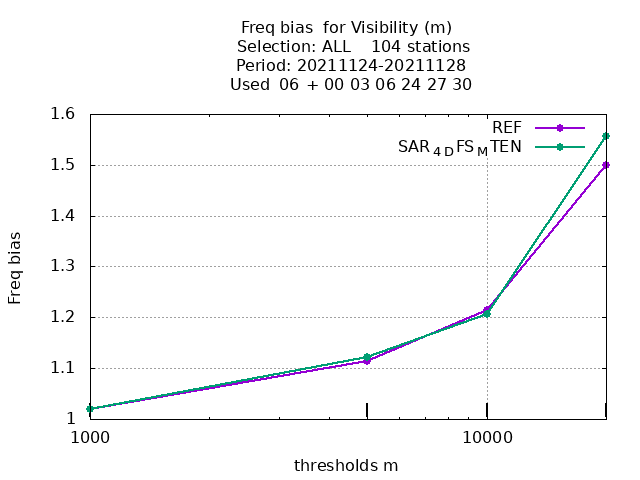 Freq bias  for Visibility (m)
Selection: ALL    104 stations
Period: 20211124-20211128
Used  06  + 00 03 06 24 27 30
1.6
REF
SAR4DFSMTEN
1.5
1.4
1.3
1.2
1.1
1
Freq bias
1000
10000
thresholds m